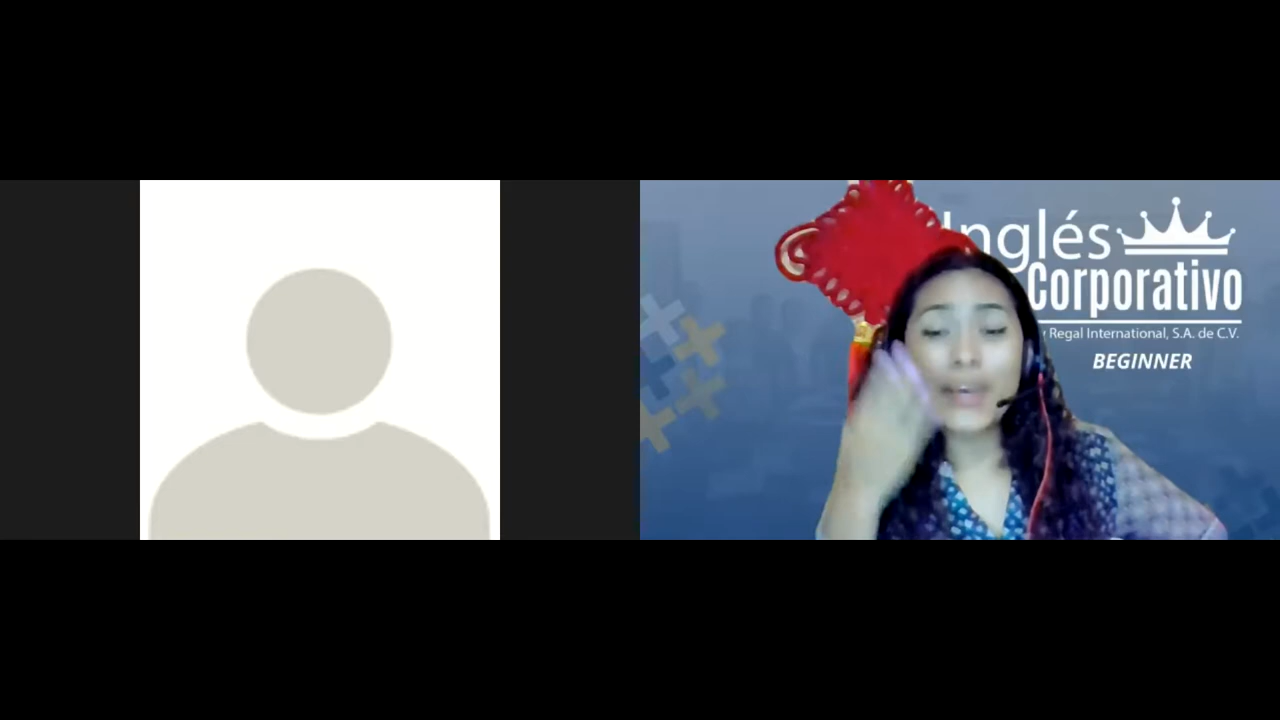 Inglés
Corporativo
y Regal International, S.A. de C.V.
BEGINNER